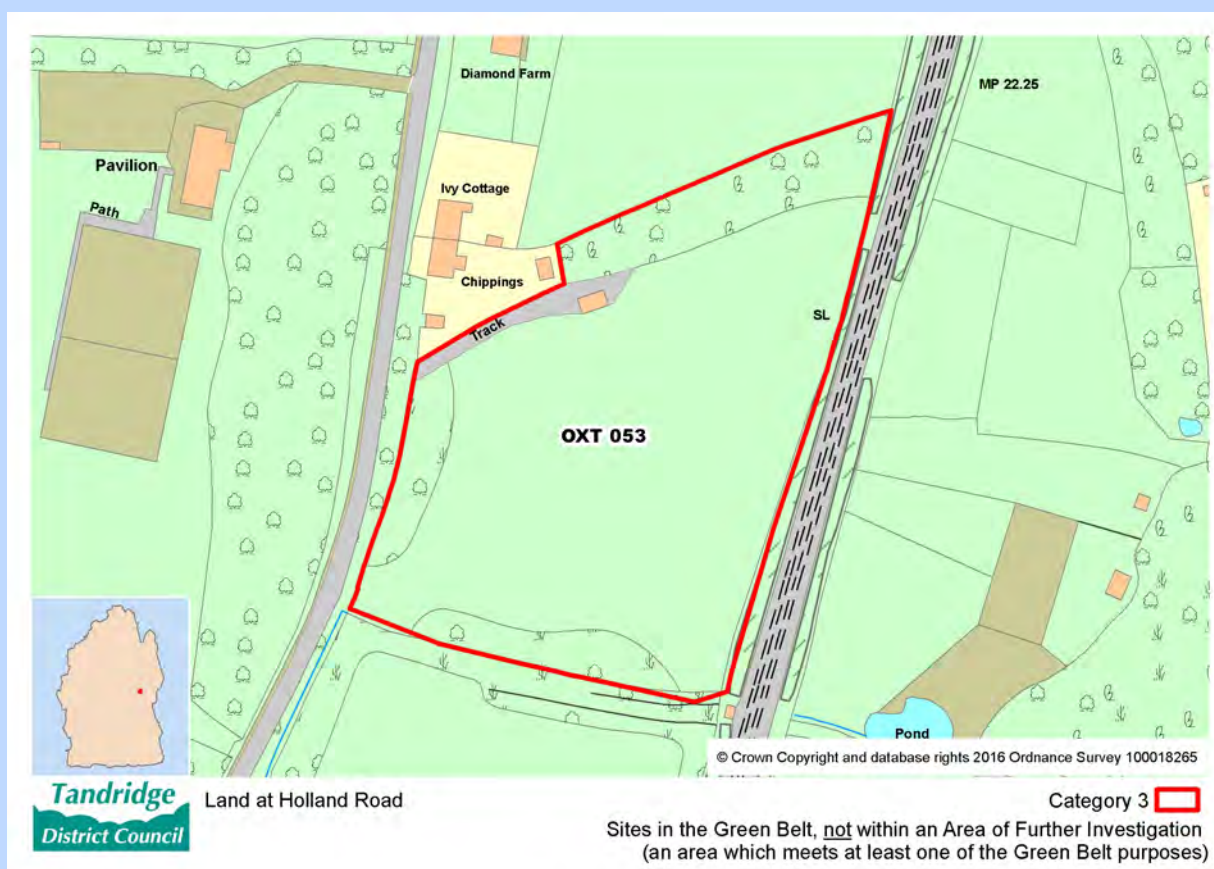 Diamond Farm
MP 22.25
Pavilion
Ivy Cottage
Path
Chippings
SL
Track
OXT 053
Pond
© Crown Copyright and database rights 2016 Ordnance Survey 100018265
Tandridge
District Council
Land at Holland Road
Category 3
Sites in the Green Belt, not within an Area of Further Investigation
(an area which meets at least one of the Green Belt purposes)